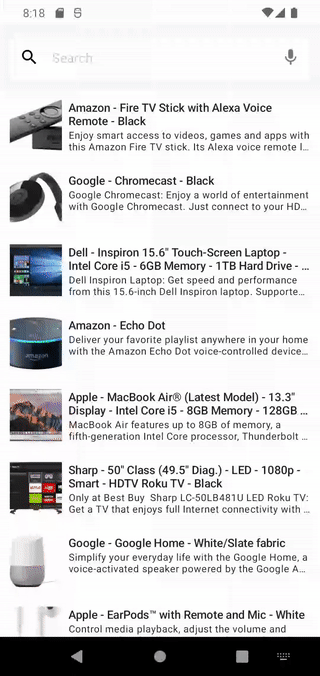 8:18
Search
Amazon - Fire TV Stick with Alexa Voice
Remote - Black
Enjoy smart access to videos, games and apps with
this Amazon Fire TV stick. Its Alexa voice remote l…
Google - Chromecast - Black
Google Chromecast: Enjoy a world of entertainment
with Google Chromecast. Just connect to your HD…
Dell - Inspiron 15.6" Touch-Screen Laptop -
Intel Core i5 - 6GB Memory - 1TB Hard Drive - …
Dell Inspiron Laptop: Get speed and performance
from this 15.6-inch Dell Inspiron laptop. Supporte…
Amazon - Echo Dot
Deliver your favorite playlist anywhere in your home
with the Amazon Echo Dot voice-controlled device…
amazon
Apple - MacBook Air® (Latest Model) - 13.3"
Display - Intel Core i5 - 8GB Memory - 128GB …
MacBook Air features up to 8GB of memory, a
fifth-generation Intel Core processor, Thunderbolt …
Sharp - 50" Class (49.5" Diag.) - LED - 1080p -
Smart - HDTV Roku TV - Black
Only at Best Buy Sharp LC-50LB481U LED Roku TV:
Get a TV that enjoys full Internet connectivity with …
Google - Google Home - White/Slate fabric
Simplify your everyday life with the Google Home, a
voice-activated speaker powered by the Google A…
Apple - EarPods™ with Remote and Mic - White
Control media playback, adjust the volume and